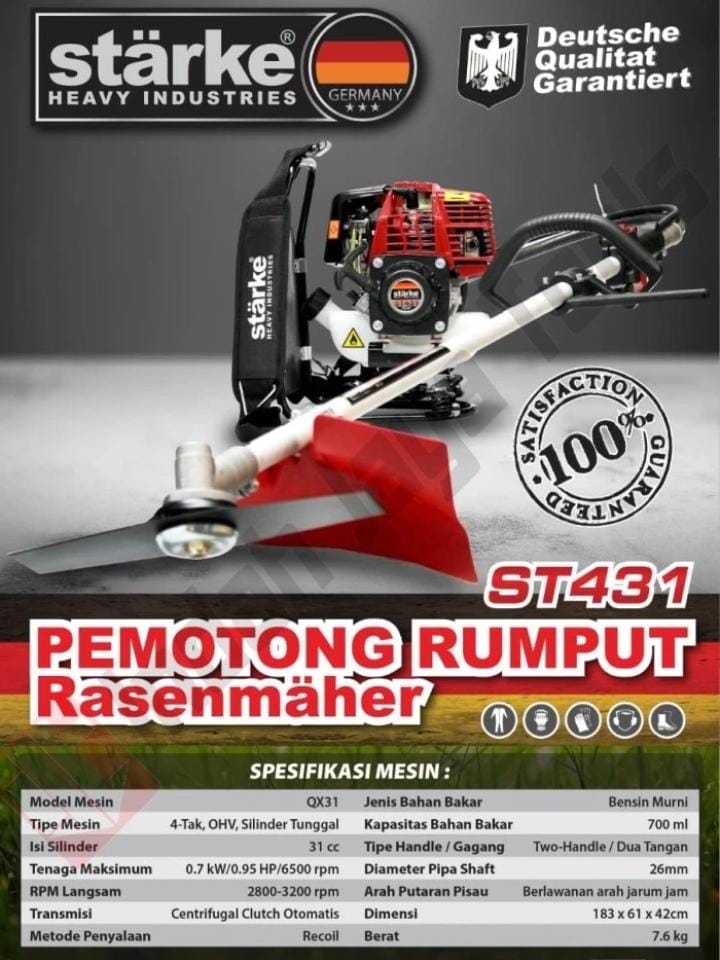 stärke®
HEAVY INDUSTRIES
GERMANY
Deutsche
Qualitat
Garantiert
stärke
HEAVY INDUSTRIES
stärke
ST431
SATISFACTION
100%
GUARANTEED
ST431
PEMOTONG RUMPUT
Rasenmäher
SPESIFIKASI MESIN :
Model Mesin QX31 Jenis Bahan Bakar Bensin Murni
Tipe Mesin 4-Tak, OHV, Silinder Tunggal Kapasitas Bahan Bakar 700 ml
Isi Silinder 31 cc Tipe Handle / Gagang Two-Handle / Dua Tangan
Tenaga Maksimum 0.7 kW/0.95 HP/6500 rpm Diameter Pipa Shaft 26mm
RPM Langsam 2800-3200 rpm Arah Putaran Pisau Berlawanan arah jarum jam
Transmisi Centrifugal Clutch Otomatis Dimensi 183 x 61 x 42cm
Metode Penyalaan Recoil Berat 7.6 kg